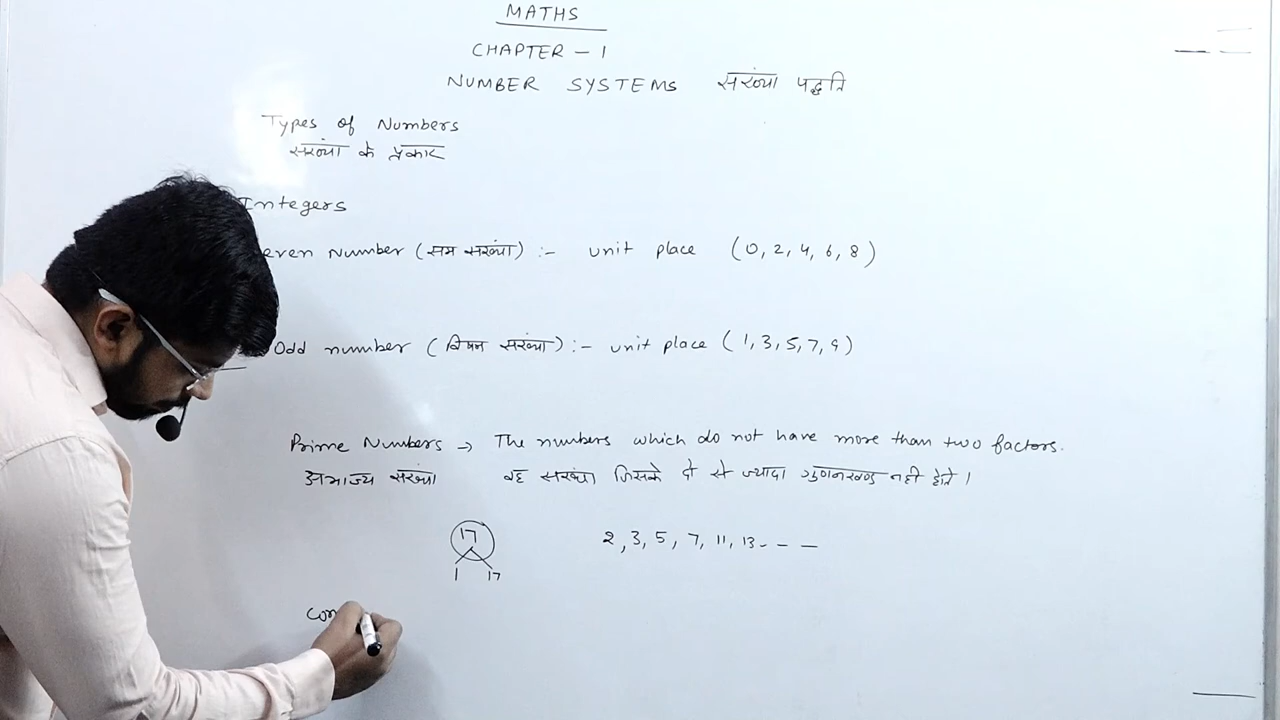 MATHS
CHAPTER - 1
NUMBER SYSTEMS संख्या पद्धति
Types of Numbers
संख्या के प्रकार
Integers
even Number (सम संख्या) :- unit place (0, 2, 4, 6, 8)
Odd number (विषम संख्या) :- unit place (1, 3, 5, 7, 9)
Prime Numbers → The numbers which do not have more than two factors.
अभाज्य संख्या वह संख्या जिसके दो से ज्यादा गुणनखण्ड नही होते।
17 2, 3, 5, 7, 11, 13 - - -
1 17
com